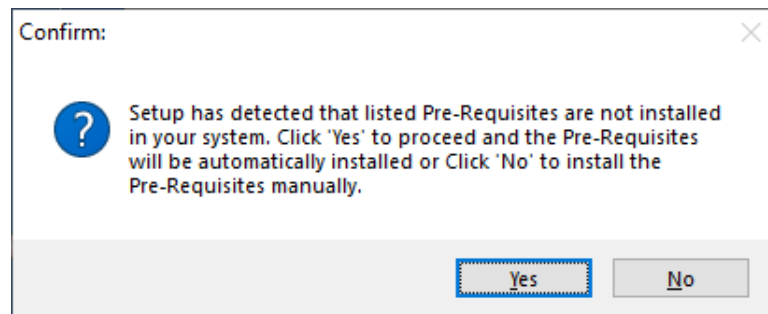 Confirm:
Setup has detected that listed Pre-Requisites are not installed
in your system. Click 'Yes' to proceed and the Pre-Requisites
will be automatically installed or Click 'No' to install the
Pre-Requisites manually.
Yes
No